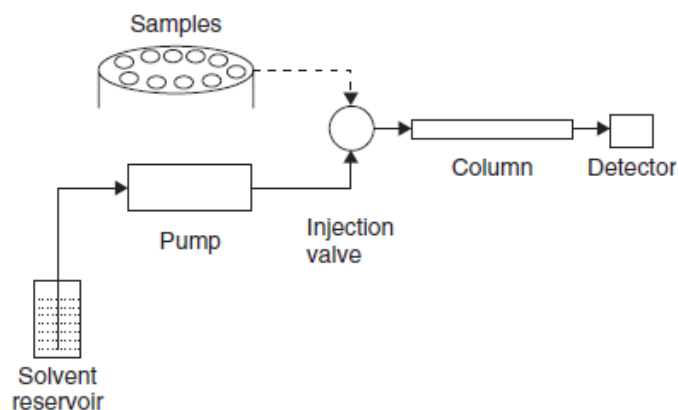 Samples
Column
Detector
Pump
Injection
valve
Solvent
reservoir